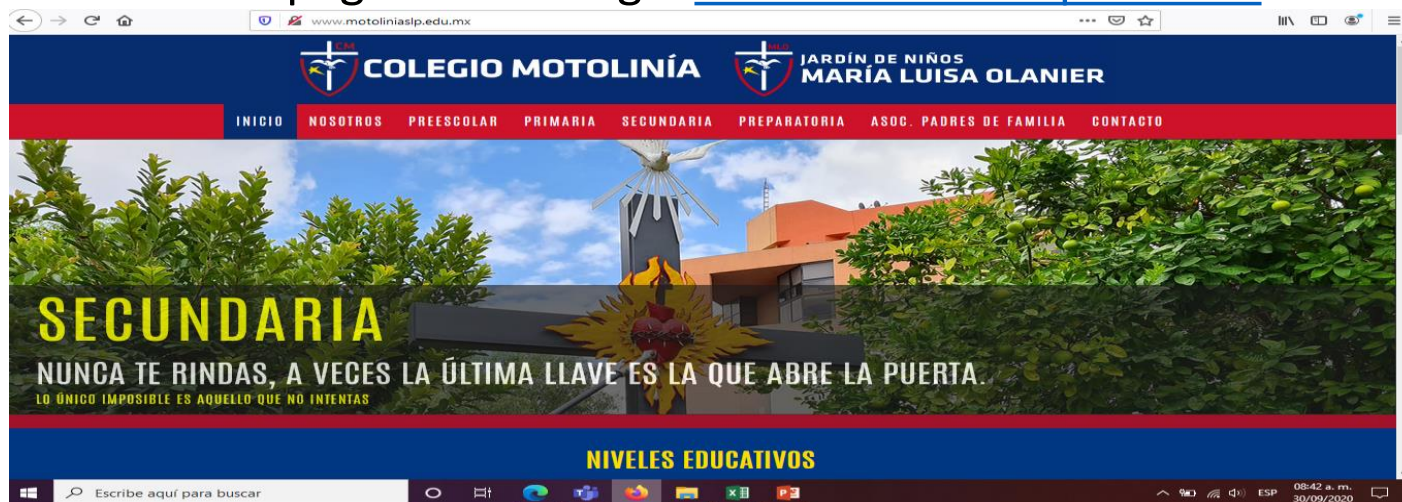 www.motoliniaslp.edu.mx
CM
COLEGIO MOTOLINÍA
MLO
JARDÍN DE NIÑOS
MARÍA LUISA OLANIER
INICIO NOSOTROS PREESCOLAR PRIMARIA SECUNDARIA PREPARATORIA ASOC. PADRES DE FAMILIA CONTACTO
SECUNDARIA
NUNCA TE RINDAS, A VECES LA ÚLTIMA LLAVE ES LA QUE ABRE LA PUERTA.
LO ÚNICO IMPOSIBLE ES AQUELLO QUE NO INTENTAS
NIVELES EDUCATIVOS
Escribe aquí para buscar
ESP
08:42 a. m.
30/09/2020